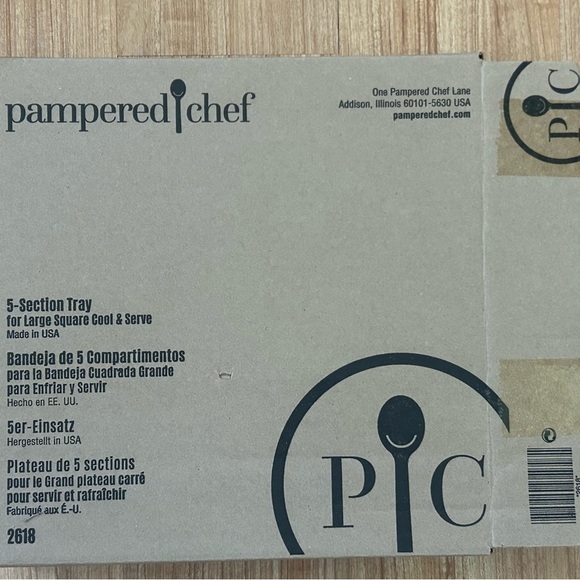 pampered chef
One Pampered Chef Lane
Addison, Illinois 60101-5630 USA
pamperedchef.com
5-Section Tray
for Large Square Cool & Serve
Made in USA
Bandeja de 5 Compartimentos
para la Bandeja Cuadrada Grande
para Enfriar y Servir
Hecho en EE. UU.
5er-Einsatz
Hergestellt in USA
Plateau de 5 sections
pour le Grand plateau carré
pour servir et rafraîchir
Fabriqué aux É.-U.
2618
P C
P C
*2618*